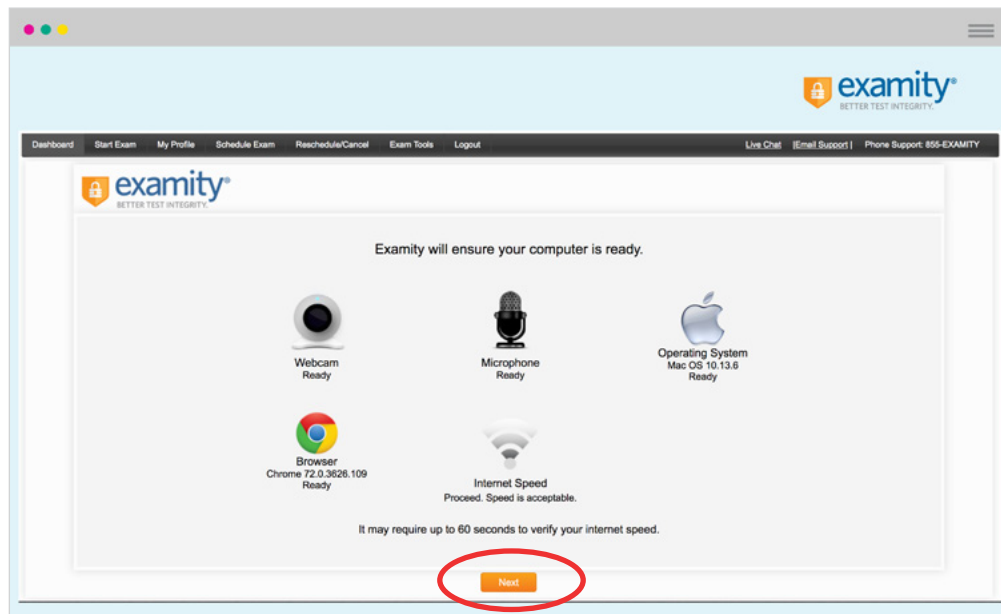 examity®
BETTER TEST INTEGRITY.
Dashboard Start Exam My Profile Schedule Exam Reschedule/Cancel Exam Tools Logout Live Chat |Email Support | Phone Support: 855-EXAMITY
examity®
BETTER TEST INTEGRITY.
Examity will ensure your computer is ready.
Webcam
Ready
Microphone
Ready
Operating System
Mac OS 10.13.6
Ready
Browser
Chrome 72.0.3626.109
Ready
Internet Speed
Proceed. Speed is acceptable.
It may require up to 60 seconds to verify your internet speed.
Next